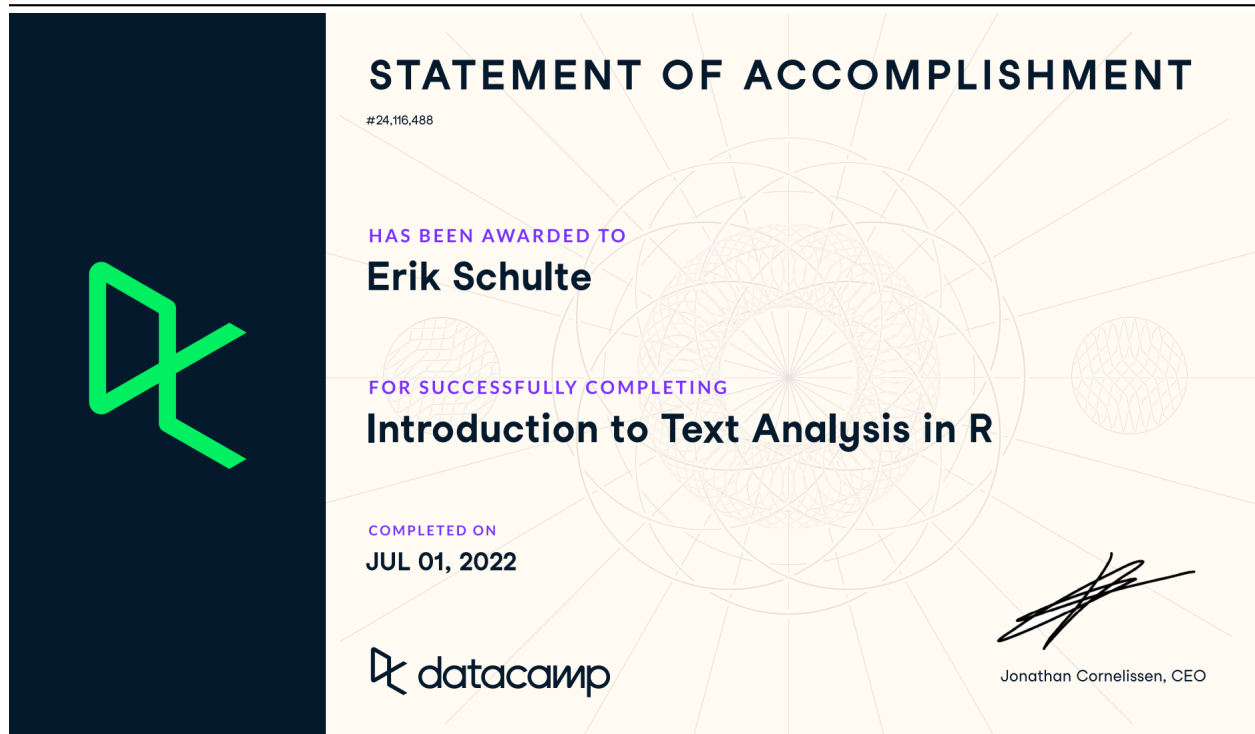 STATEMENT OF ACCOMPLISHMENT
#24,116,488
HAS BEEN AWARDED TO
Erik Schulte
FOR SUCCESSFULLY COMPLETING
Introduction to Text Analysis in R
COMPLETED ON
JUL 01, 2022
datacamp
Jonathan Cornelissen, CEO